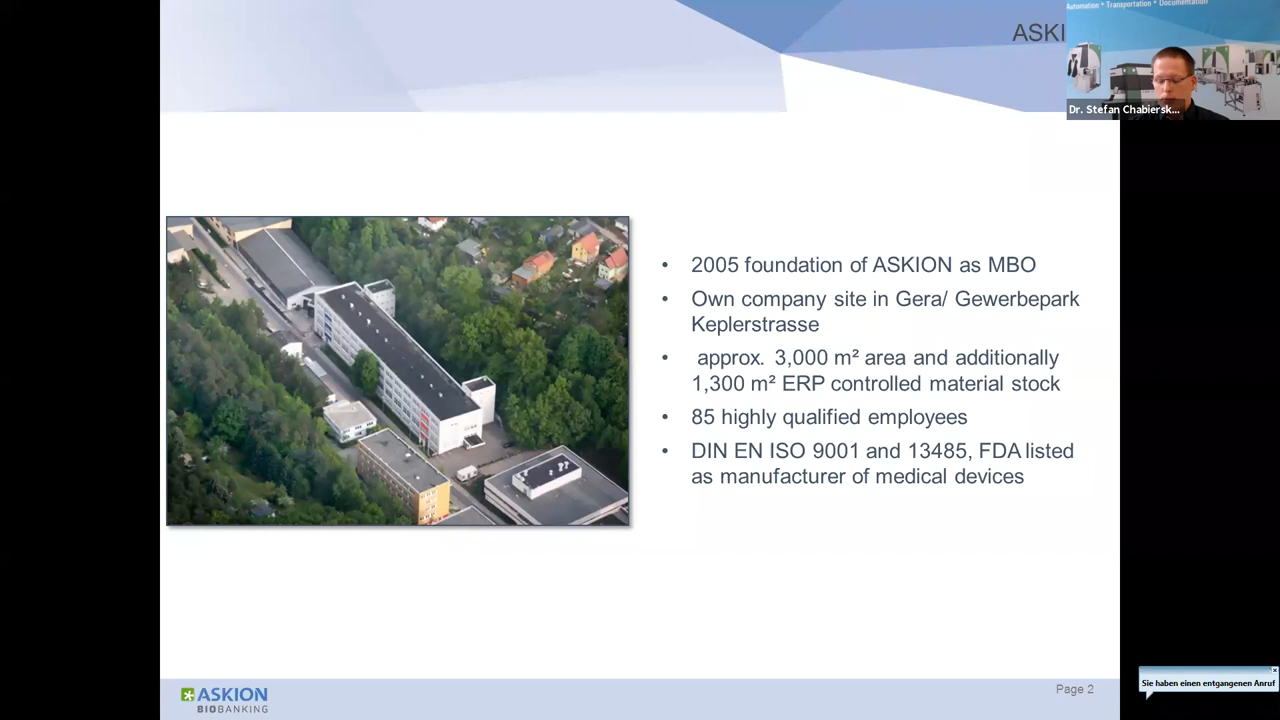 ASKI
Automation * Transportation * Documentation
Dr. Stefan Chabiersk...
• 2005 foundation of ASKION as MBO
• Own company site in Gera/ Gewerbepark
Keplerstrasse
• approx. 3,000 m² area and additionally
1,300 m² ERP controlled material stock
• 85 highly qualified employees
• DIN EN ISO 9001 and 13485, FDA listed
as manufacturer of medical devices
ASKION
BIOBANKING
Page 2
Sie haben einen entgangenen Anruf